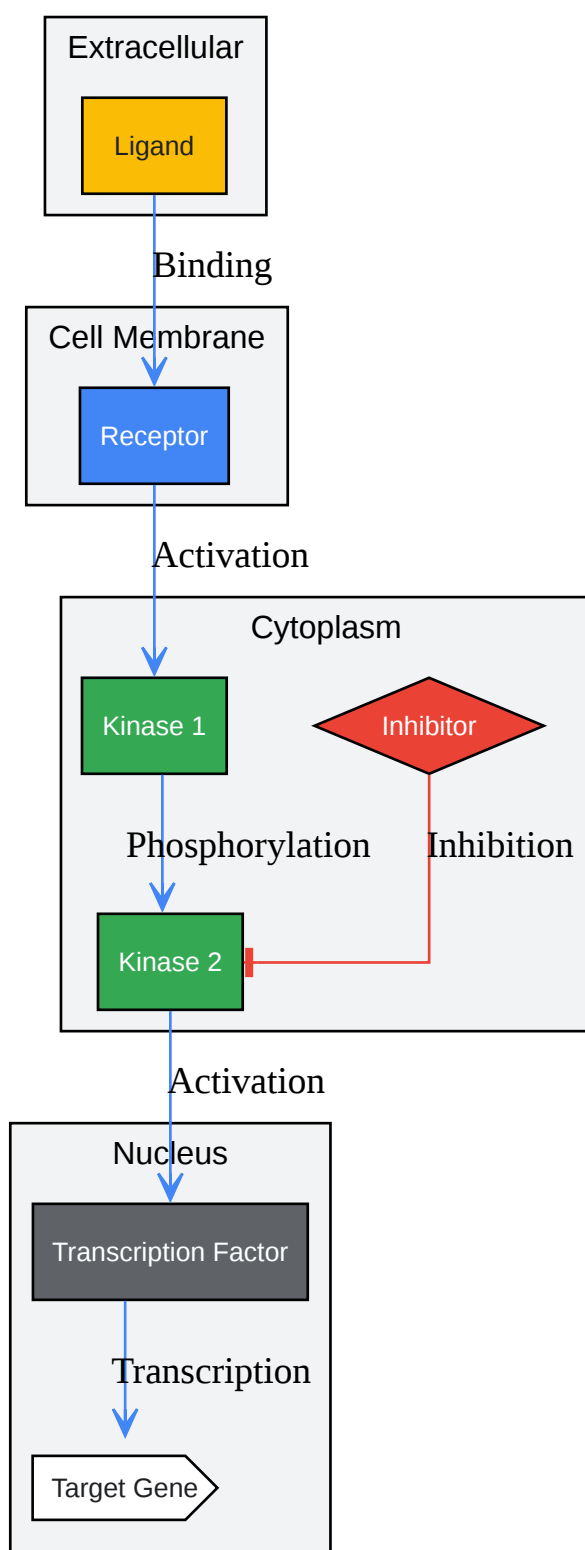 Extracellular
Ligand
Binding
Cell Membrane
Receptor
Activation
Cytoplasm
Kinase 1
Inhibitor
Phosphorylation
Inhibition
Kinase 2
Activation
Nucleus
Transcription Factor
Transcription
Target Gene